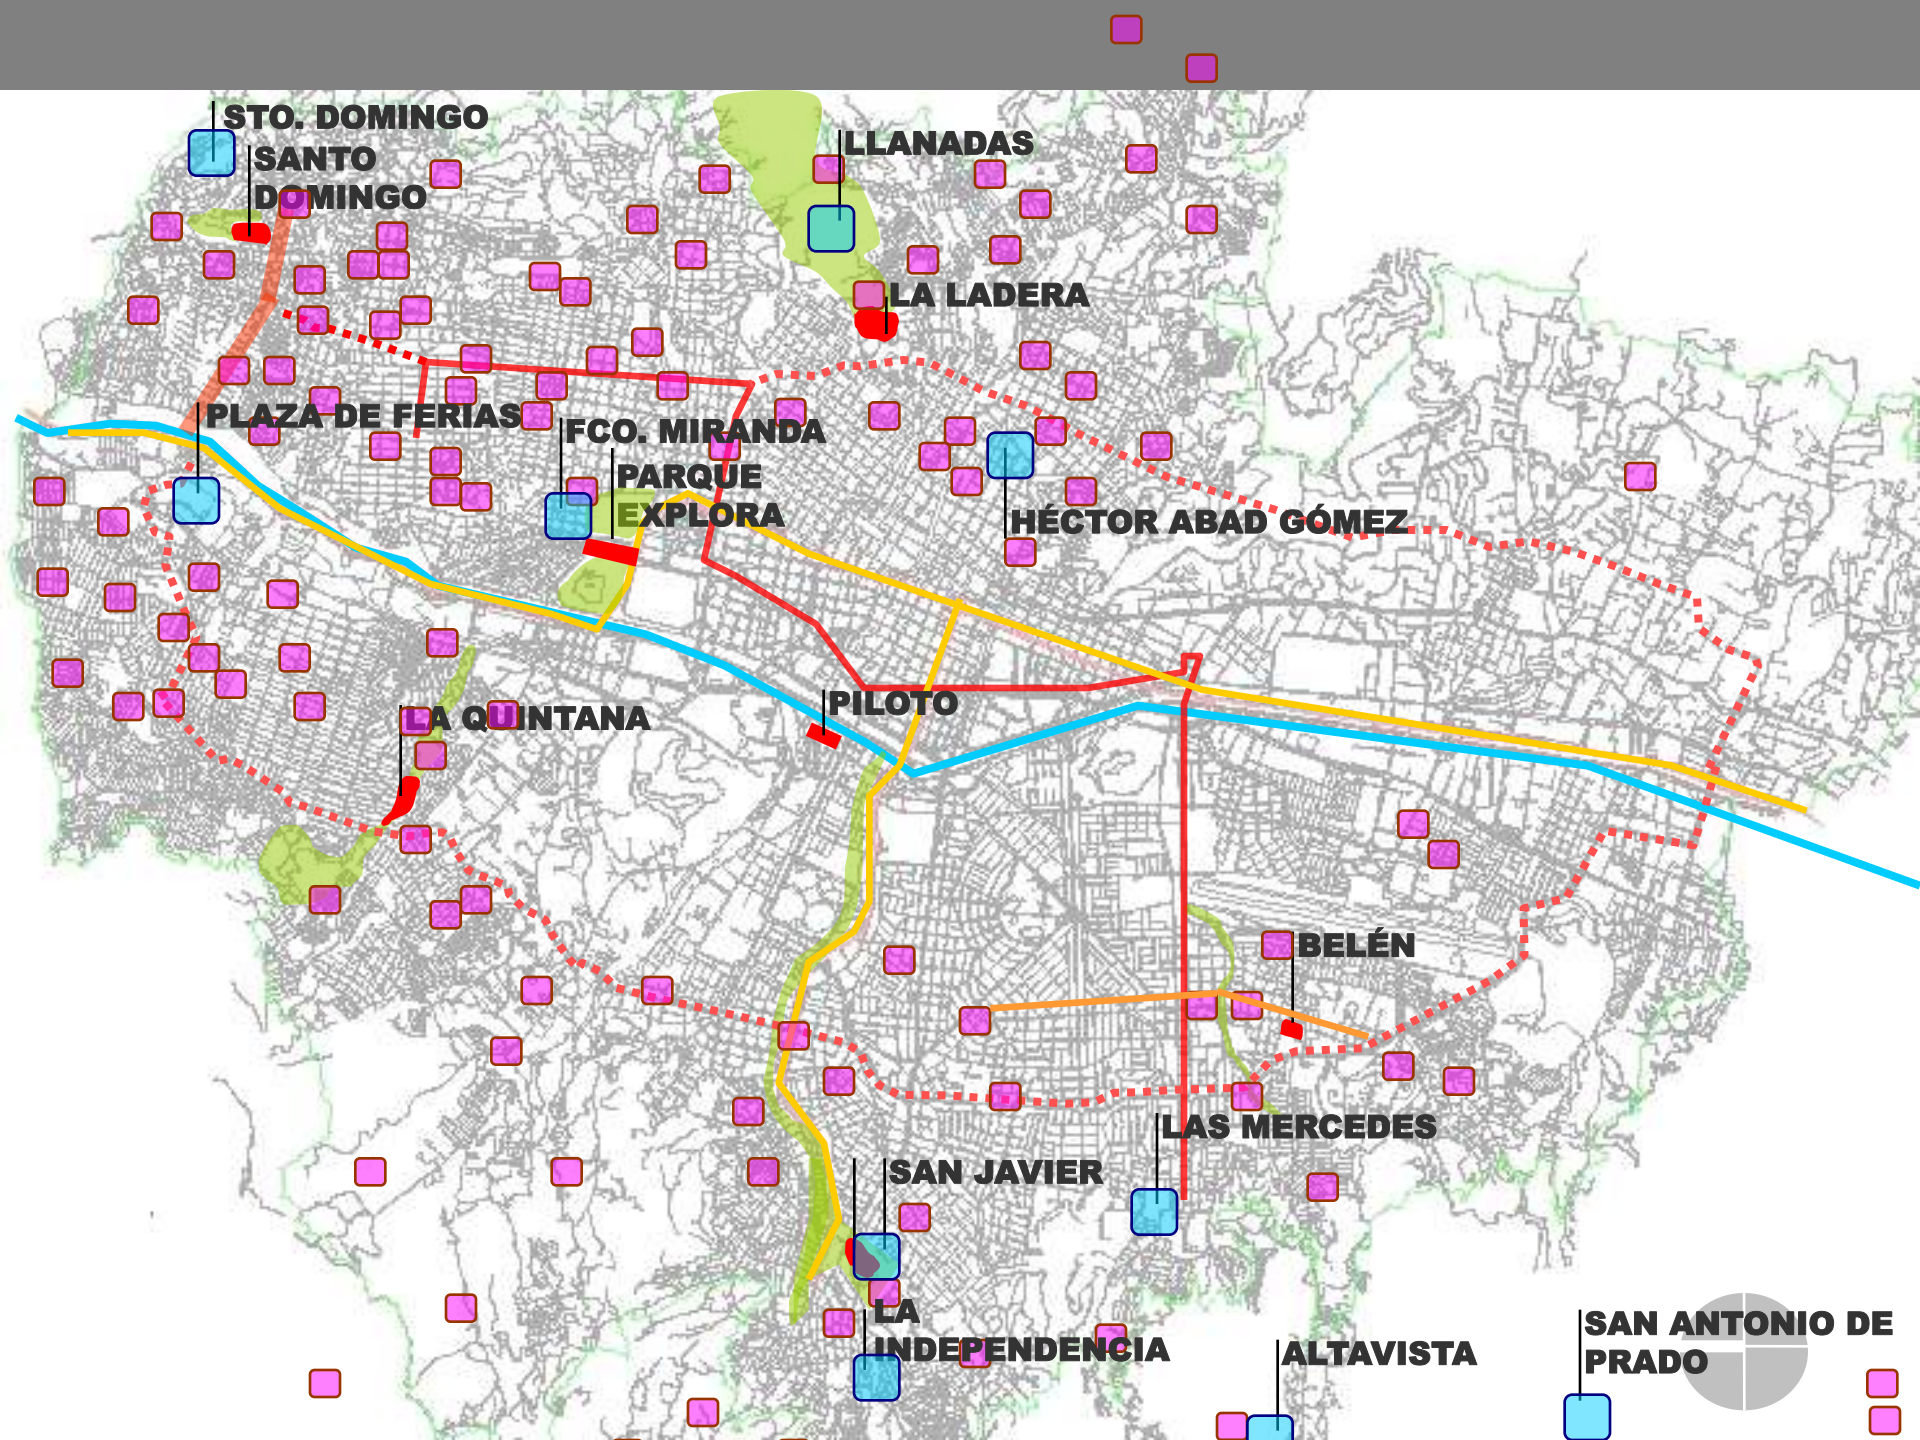 STO. DOMINGO
SANTO
DOMINGO
LLANADAS
LA LADERA
PLAZA DE FERIAS
FCO. MIRANDA
PARQUE
EXPLORA
HÉCTOR ABAD GÓMEZ
LA QUINTANA
PILOTO
BELÉN
LAS MERCEDES
SAN JAVIER
LA
INDEPENDENCIA
ALTAVISTA
SAN ANTONIO DE
PRADO